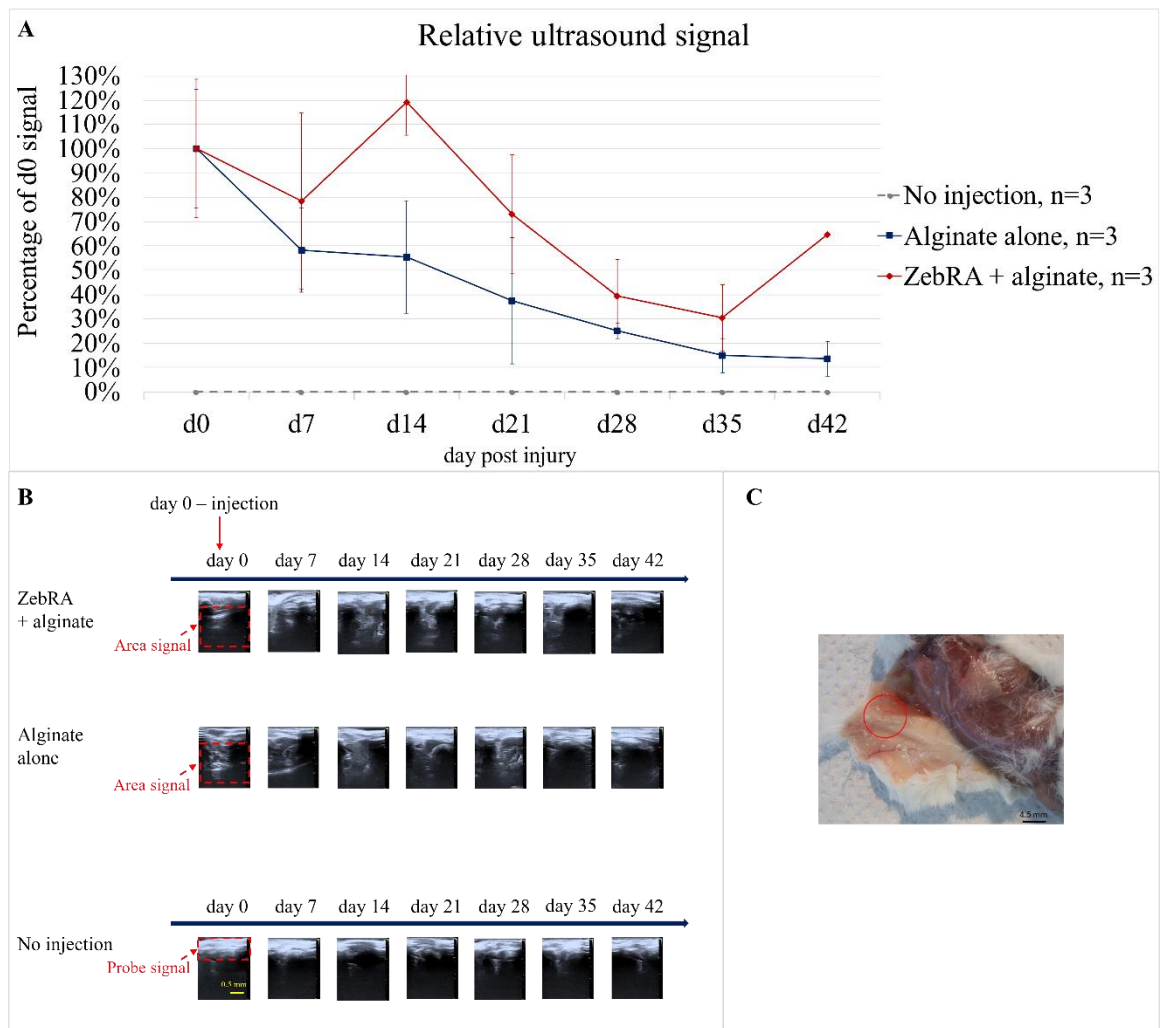 A
Relative ultrasound signal
Percentage of d0 signal
130%
120%
110%
100%
90%
80%
70%
60%
50%
40%
30%
20%
10%
0%
d0 d7 d14 d21 d28 d35 d42
day post injury
No injection, n=3
Alginate alone, n=3
ZebRA + alginate, n=3
B
day 0 – injection
day 0 day 7 day 14 day 21 day 28 day 35 day 42
ZebRA
+ alginate
Area signal
Alginate
alone
Area signal
day 0 day 7 day 14 day 21 day 28 day 35 day 42
No injection
Probe signal
0.5 mm
C
4.5 mm